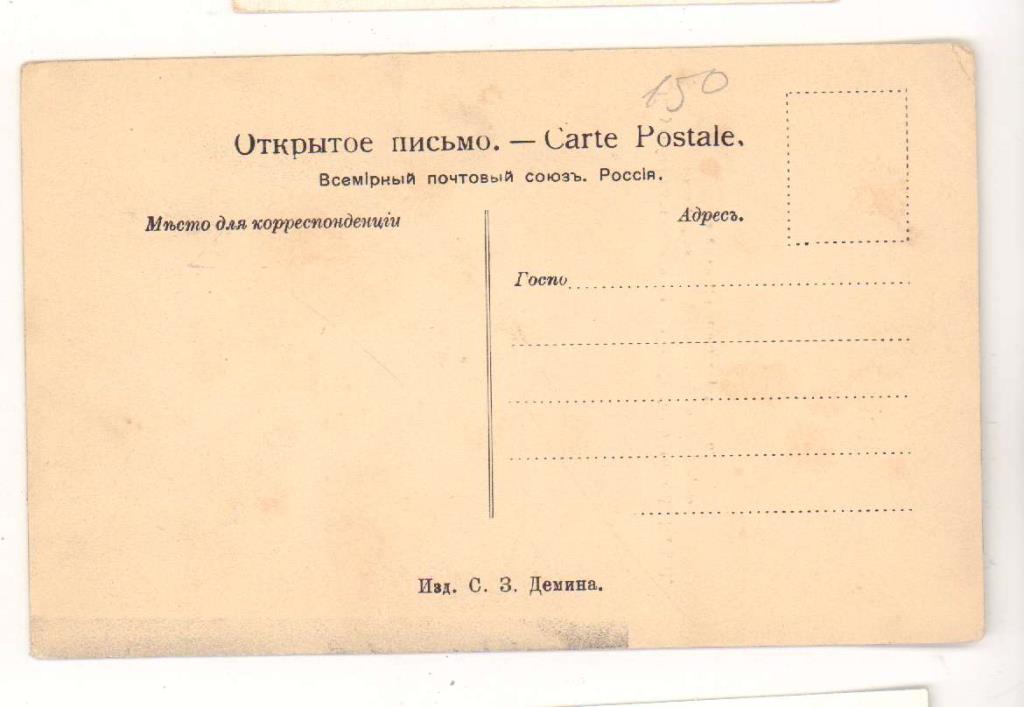 150
Открытое письмо. — Carte Postale.
Всемірный почтовый союзъ. Россія.
Мѣсто для корреспонденціи
Адресъ.
Госпо
Изд. С. З. Демина.